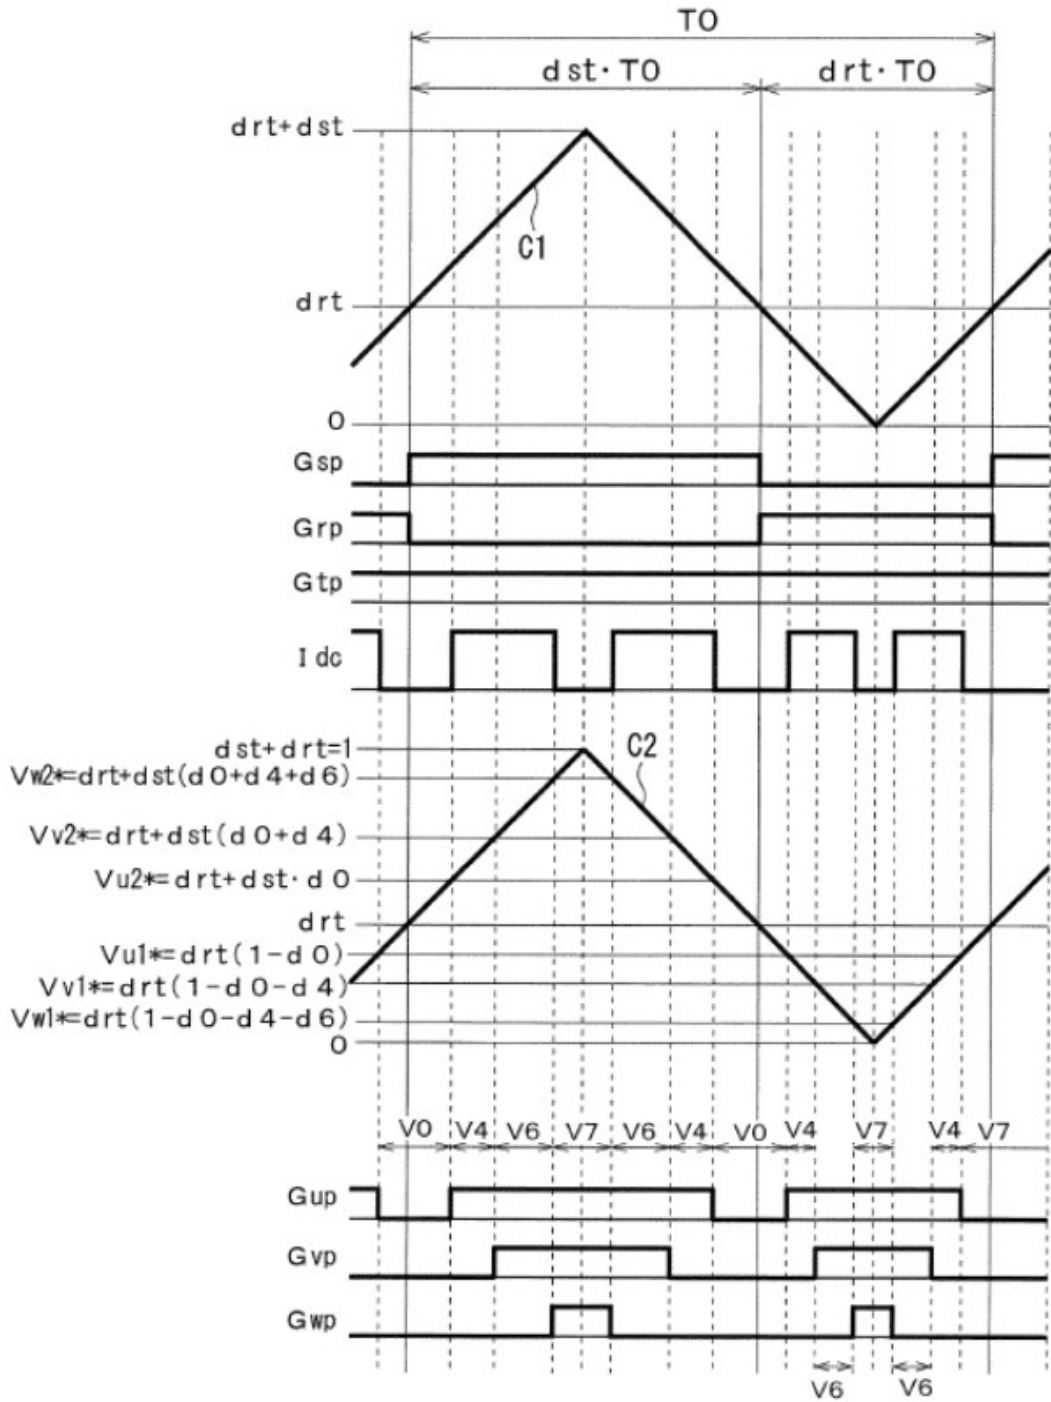 T0
dst·T0 drt·T0
drt+dst
C1
drt
0
Gsp
Grp
Gtp
Idc
dst+drt=1
C2
Vw2*=drt+dst(d0+d4+d6)
Vv2*=drt+dst(d0+d4)
Vu2*=drt+dst·d0
drt
Vu1*=drt(1-d0)
Vv1*=drt(1-d0-d4)
Vw1*=drt(1-d0-d4-d6)
0
V0 V4 V6 V7 V6 V4 V0 V4 V7 V4 V7
Gup
Gvp
Gwp
V6 V6